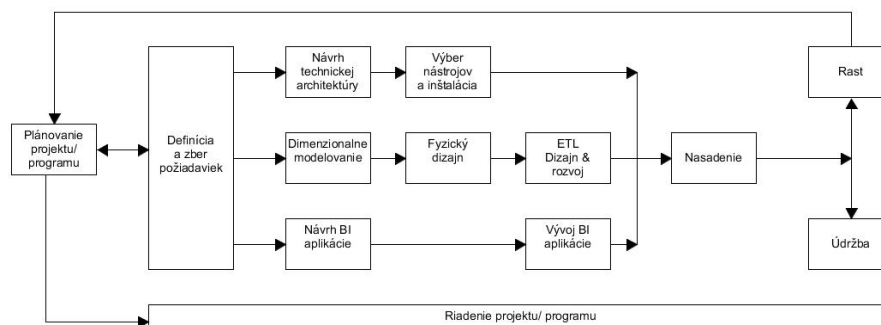 Plánovanie
projektu/
programu
Definícia
a zber
požiadaviek
Návrh
technickej
architektúry
Výber
nástrojov
a inštalácia
Dimenzionalne
modelovanie
Fyzický
dizajn
ETL
Dizajn &
rozvoj
Návrh BI
aplikácie
Vývoj BI
aplikácie
Nasadenie
Rast
Údržba
Riadenie projektu/ programu